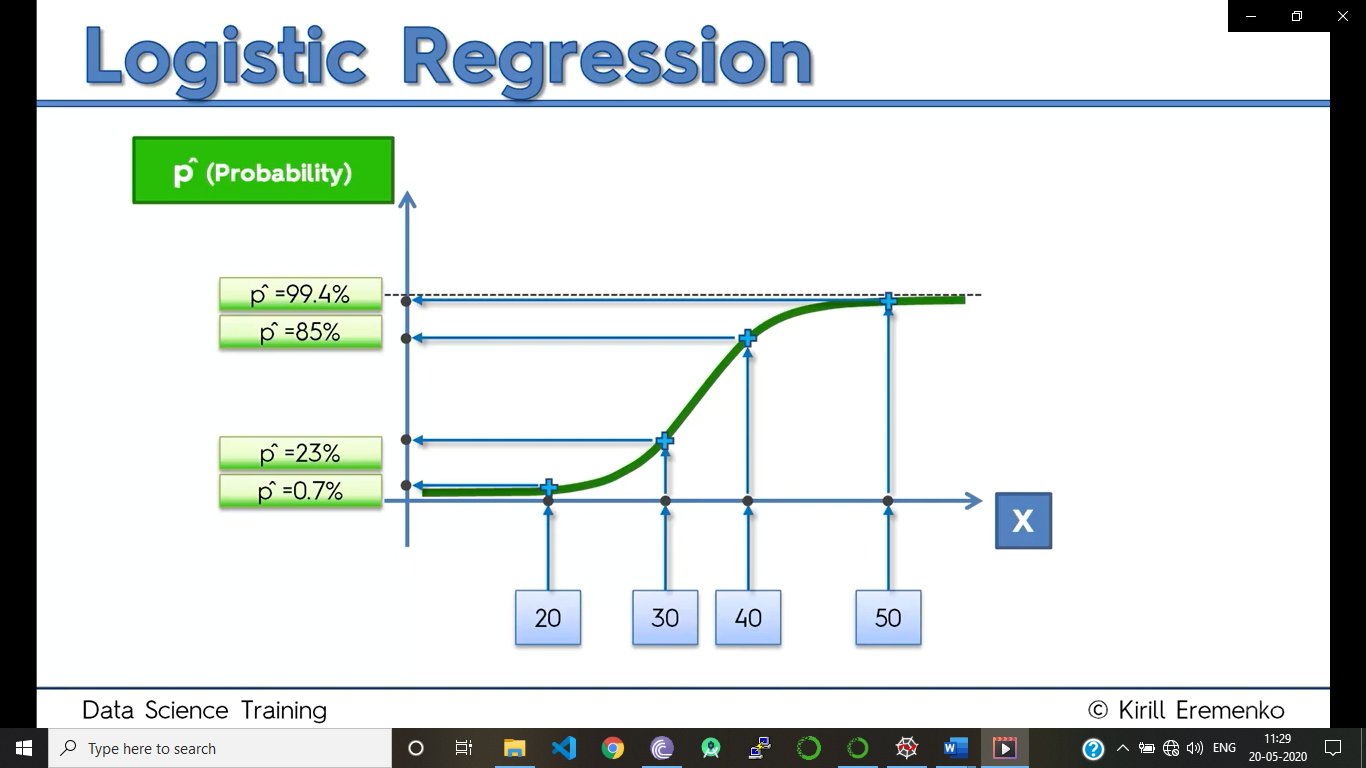 Logistic Regression
p̂ (Probability)
p̂ =99.4%
p̂ =85%
p̂ =23%
p̂ =0.7%
X
20 30 40 50
Data Science Training © Kirill Eremenko
Type here to search
ENG
11:29
20-05-2020